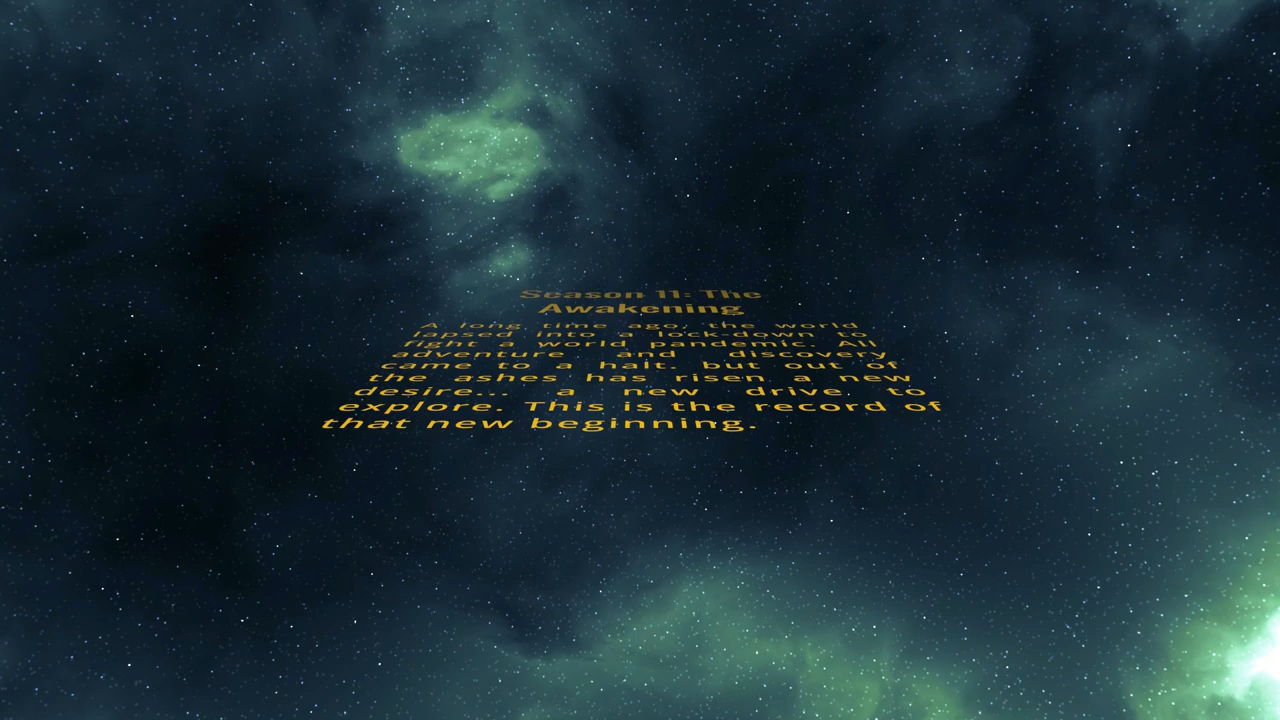 Season 11: The
Awakening
A long time ago, the world
lapsed into a lockdown to
fight a world pandemic. All
adventure and discovery
came to a halt. but out of
the ashes has risen a new
desire... a new drive to
explore. This is the record of
that new beginning.